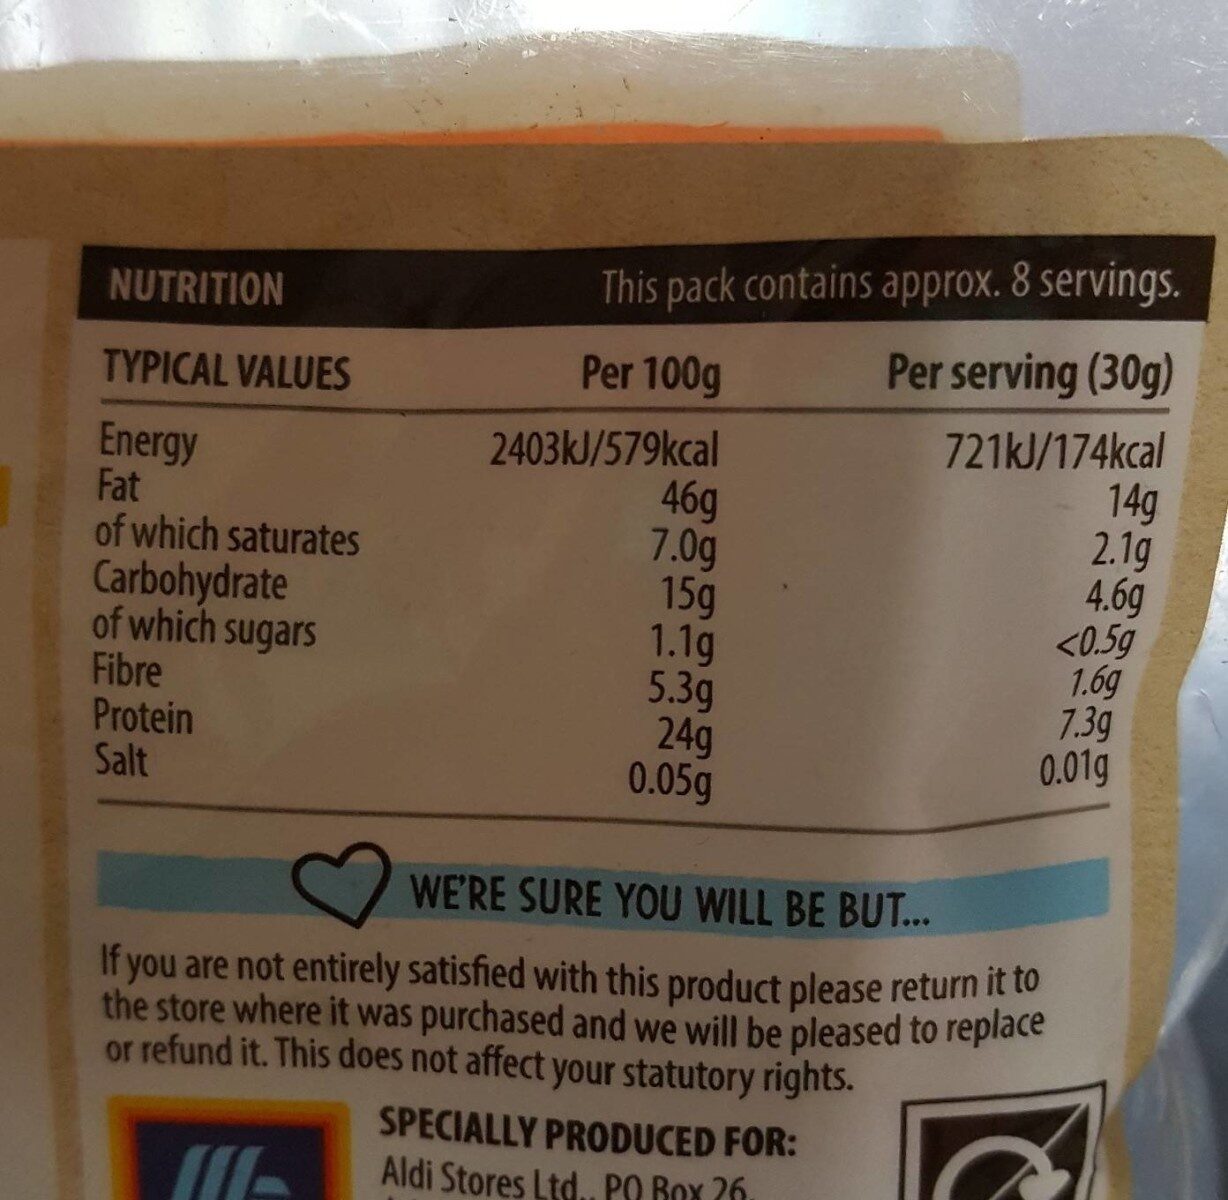 NUTRITION This pack contains approx. 8 servings.
TYPICAL VALUES Per 100g Per serving (30g)
Energy 2403kJ/579kcal 721kJ/174kcal
Fat 46g 14g
of which saturates 7.0g 2.1g
Carbohydrate 15g 4.6g
of which sugars 1.1g <0.5g
Fibre 5.3g 1.6g
Protein 24g 7.3g
Salt 0.05g 0.01g
WE'RE SURE YOU WILL BE BUT...
If you are not entirely satisfied with this product please return it to
the store where it was purchased and we will be pleased to replace
or refund it. This does not affect your statutory rights.
SPECIALLY PRODUCED FOR:
Aldi Stores Ltd., PO Box 26,